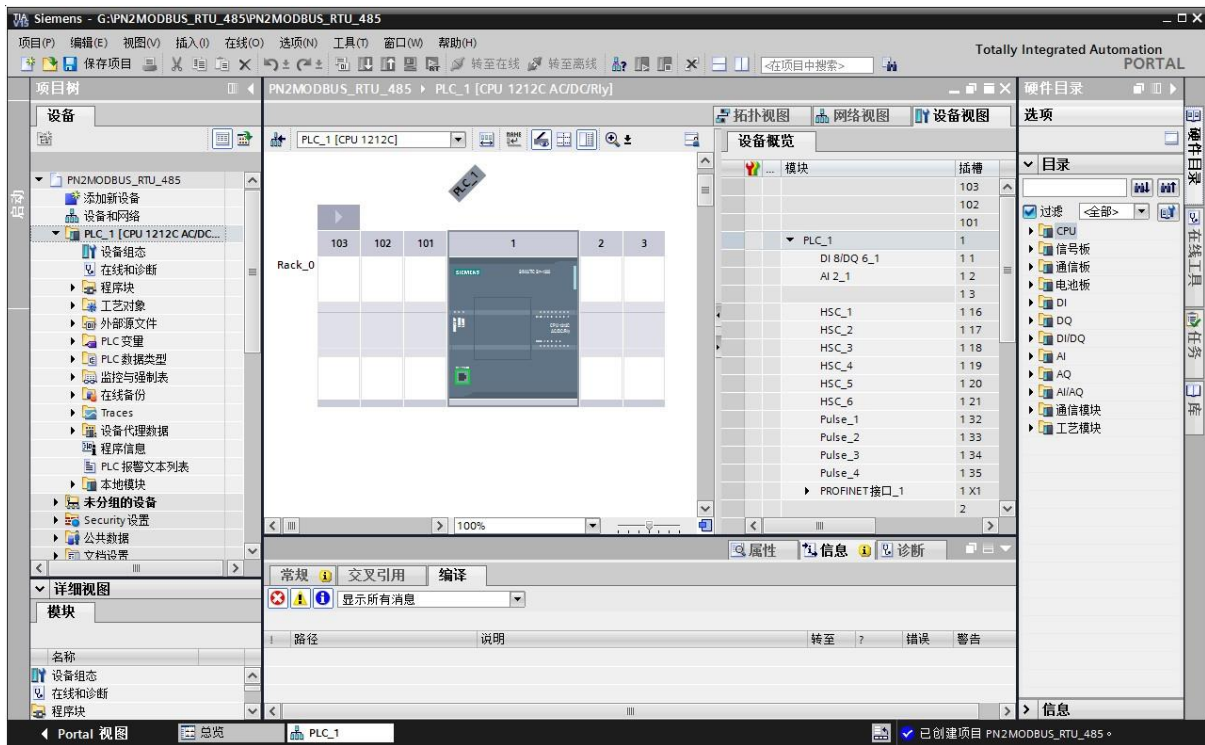 Siemens - G:\PN2MODBUS_RTU_485\PN2MODBUS_RTU_485
项目(P) 编辑(E) 视图(V) 插入(I) 在线(O) 选项(N) 工具(T) 窗口(W) 帮助(H)
Totally Integrated Automation
PORTAL
保存项目 转至在线 转至离线 <在项目中搜索>
项目树
设备
PN2MODBUS_RTU_485
添加新设备
设备和网络
PLC_1 [CPU 1212C AC/DC...
设备组态
在线和诊断
程序块
工艺对象
外部源文件
PLC 变量
PLC 数据类型
监控与强制表
在线备份
Traces
设备代理数据
程序信息
PLC 报警文本列表
本地模块
未分组的设备
Security 设置
公共数据
文档设置
详细视图
模块
名称
设备组态
在线和诊断
程序块
启动
PN2MODBUS_RTU_485 PLC_1 [CPU 1212C AC/DC/Rly]
拓扑视图 网络视图 设备视图
PLC_1 [CPU 1212C]
PLC_1
103 102 101 1 2 3
Rack_0
SIEMENS
100%
设备概览
... 模块 插槽
103
102
101
PLC_1 1
DI 8/DQ 6_1 1 1
AI 2_1 1 2
1 3
HSC_1 1 16
HSC_2 1 17
HSC_3 1 18
HSC_4 1 19
HSC_5 1 20
HSC_6 1 21
Pulse_1 1 32
Pulse_2 1 33
Pulse_3 1 34
Pulse_4 1 35
PROFINET接口_1 1 X1
2
属性 信息 诊断
常规 交叉引用 编译
显示所有消息
! 路径 说明 转至 ? 错误 警告
硬件目录
选项
目录
过滤 <全部>
CPU
信号板
通信板
电池板
DI
DQ
DI/DQ
AI
AQ
AI/AQ
通信模块
工艺模块
信息
硬件目录
在线工具
任务
库
Portal 视图 总览 PLC_1 已创建项目 PN2MODBUS_RTU_485。